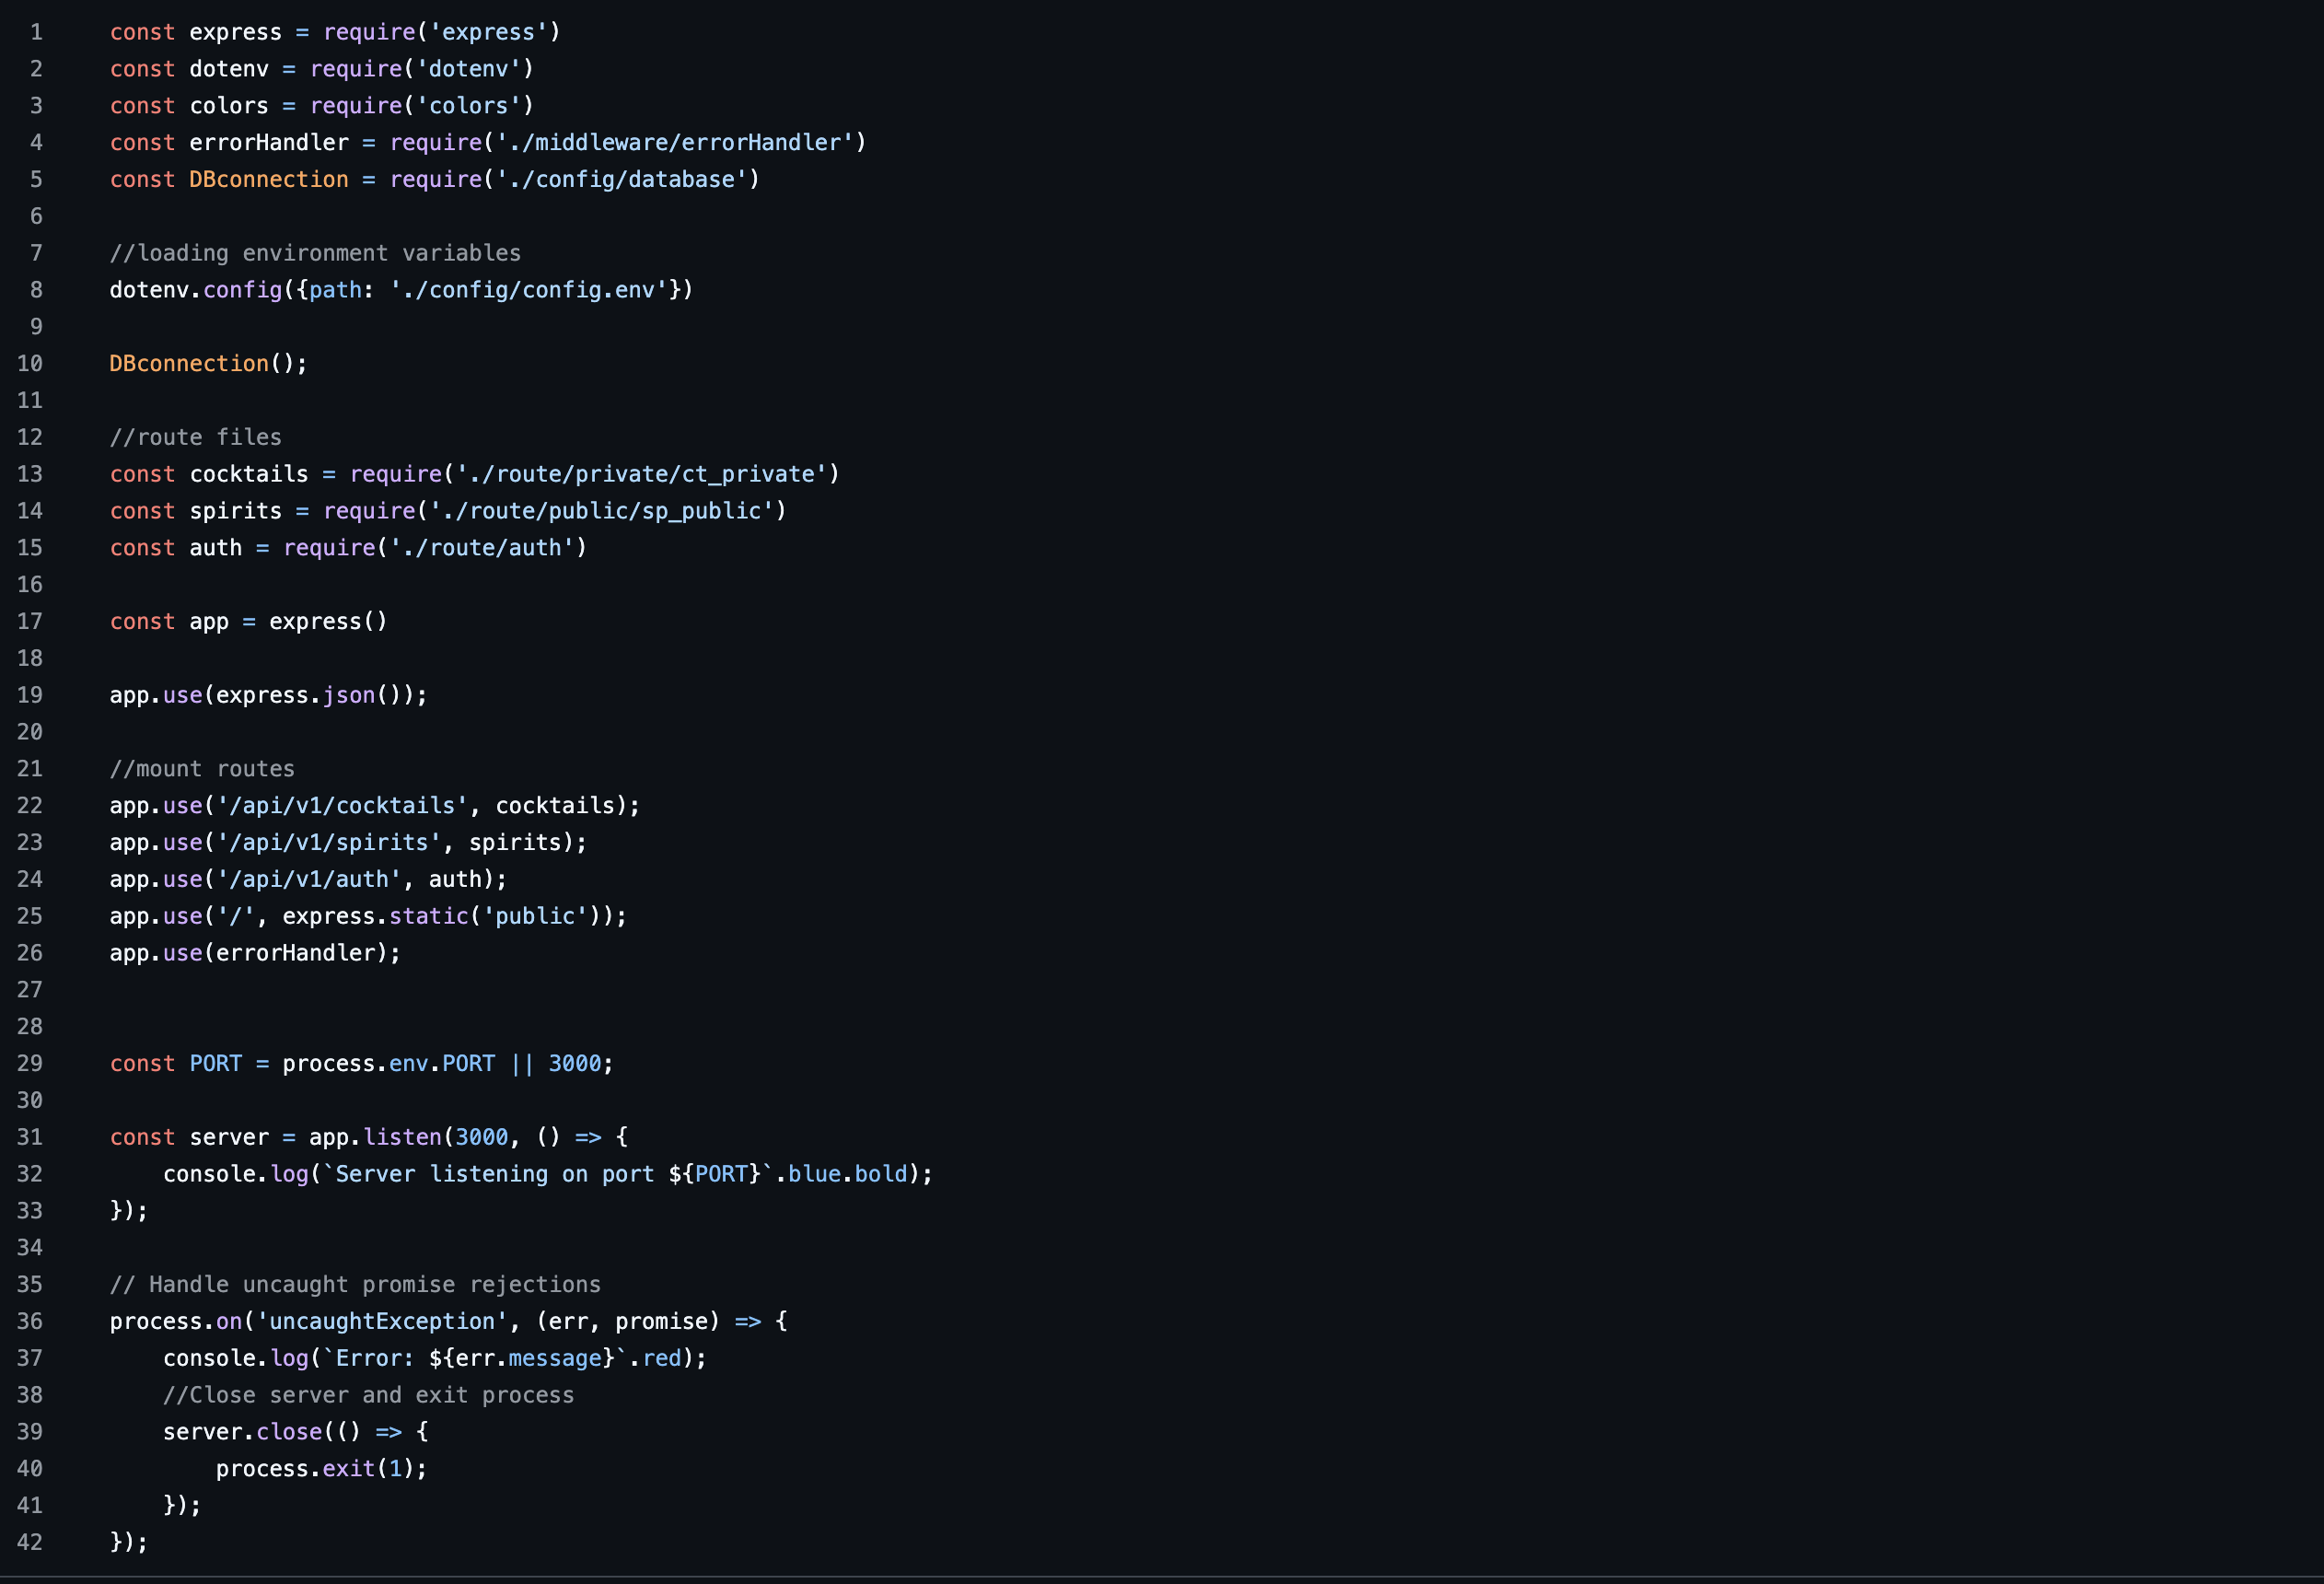 1 const express = require('express')
2 const dotenv = require('dotenv')
3 const colors = require('colors')
4 const errorHandler = require('./middleware/errorHandler')
5 const DBconnection = require('./config/database')
6
7 //loading environment variables
8 dotenv.config({path: './config/config.env'})
9
10 DBconnection();
11
12 //route files
13 const cocktails = require('./route/private/ct_private')
14 const spirits = require('./route/public/sp_public')
15 const auth = require('./route/auth')
16
17 const app = express()
18
19 app.use(express.json());
20
21 //mount routes
22 app.use('/api/v1/cocktails', cocktails);
23 app.use('/api/v1/spirits', spirits);
24 app.use('/api/v1/auth', auth);
25 app.use('/', express.static('public'));
26 app.use(errorHandler);
27
28
29 const PORT = process.env.PORT || 3000;
30
31 const server = app.listen(3000, () => {
32     console.log(`Server listening on port ${PORT}`.blue.bold);
33 });
34
35 // Handle uncaught promise rejections
36 process.on('uncaughtException', (err, promise) => {
37     console.log(`Error: ${err.message}`.red);
38     //Close server and exit process
39     server.close(() => {
40         process.exit(1);
41     });
42 });